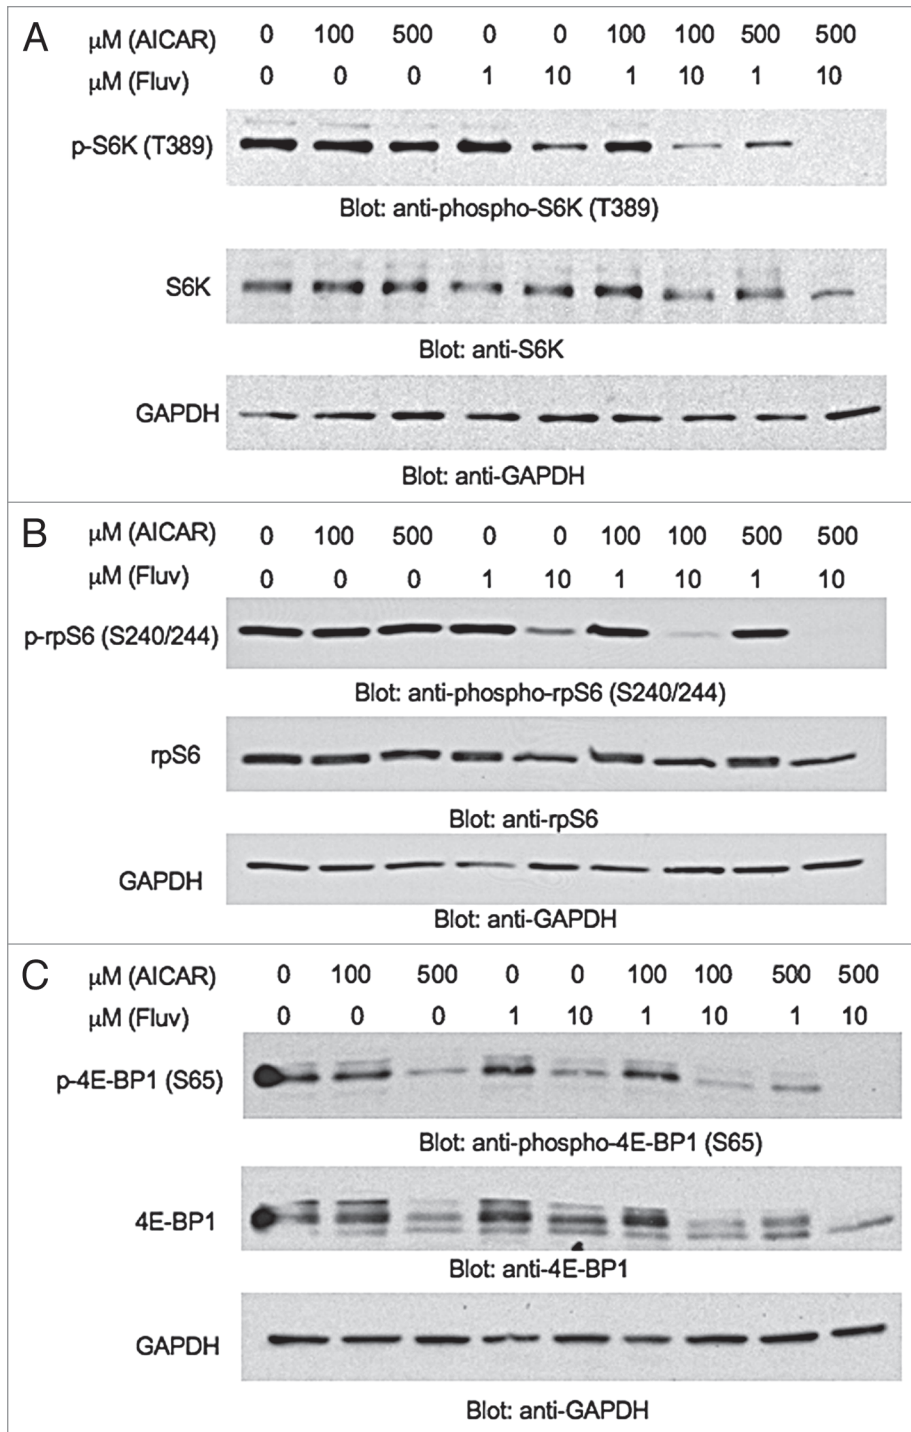 A
μM (AICAR) 0 100 500 0 0 100 100 500 500
μM (Fluv) 0 0 0 1 10 1 10 1 10
p-S6K (T389)
Blot: anti-phospho-S6K (T389)
S6K
Blot: anti-S6K
GAPDH
Blot: anti-GAPDH
B
μM (AICAR) 0 100 500 0 0 100 100 500 500
μM (Fluv) 0 0 0 1 10 1 10 1 10
p-rpS6 (S240/244)
Blot: anti-phospho-rpS6 (S240/244)
rpS6
Blot: anti-rpS6
GAPDH
Blot: anti-GAPDH
C
μM (AICAR) 0 100 500 0 0 100 100 500 500
μM (Fluv) 0 0 0 1 10 1 10 1 10
p-4E-BP1 (S65)
Blot: anti-phospho-4E-BP1 (S65)
4E-BP1
Blot: anti-4E-BP1
GAPDH
Blot: anti-GAPDH